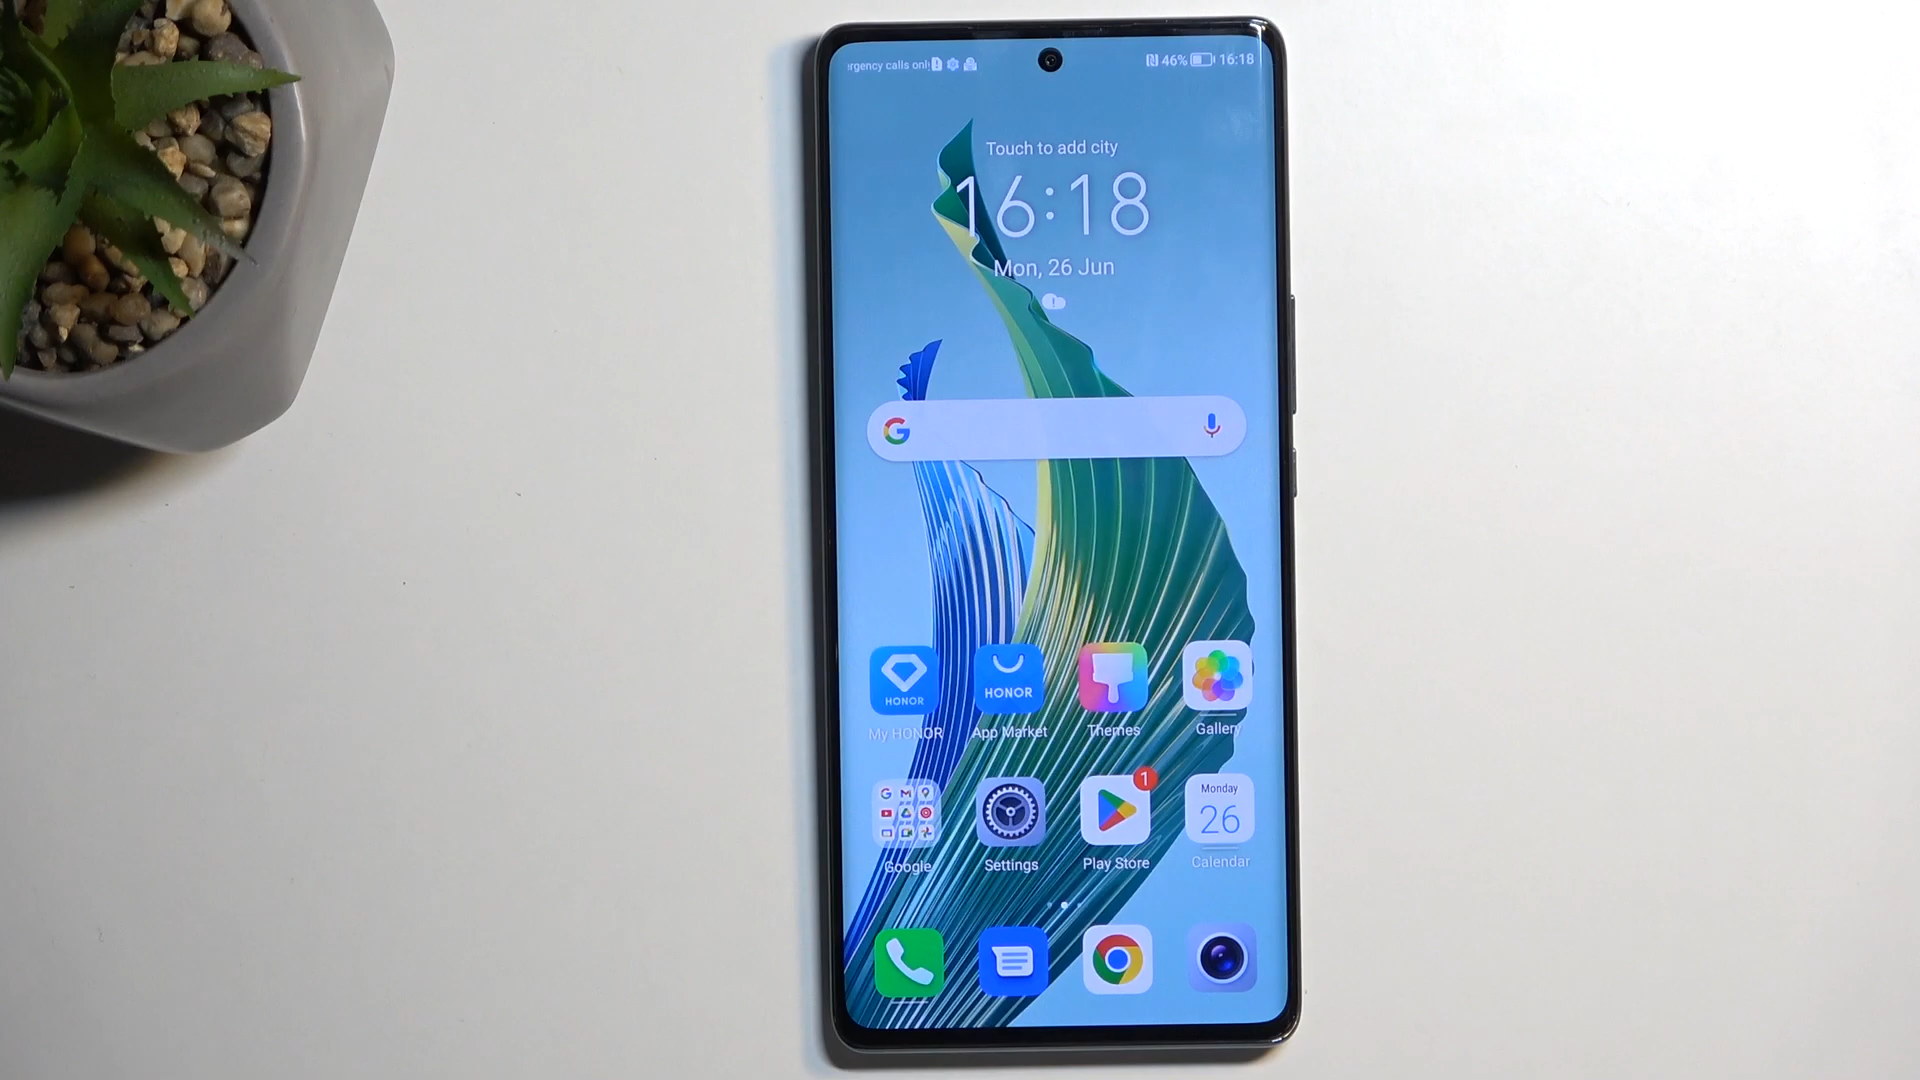 rgency calls onl 46% 16:18
Touch to add city
16:18
Mon, 26 Jun
HONOR HONOR
My HONOR App Market Themes Gallery
1 Monday
26
Google Settings Play Store Calendar